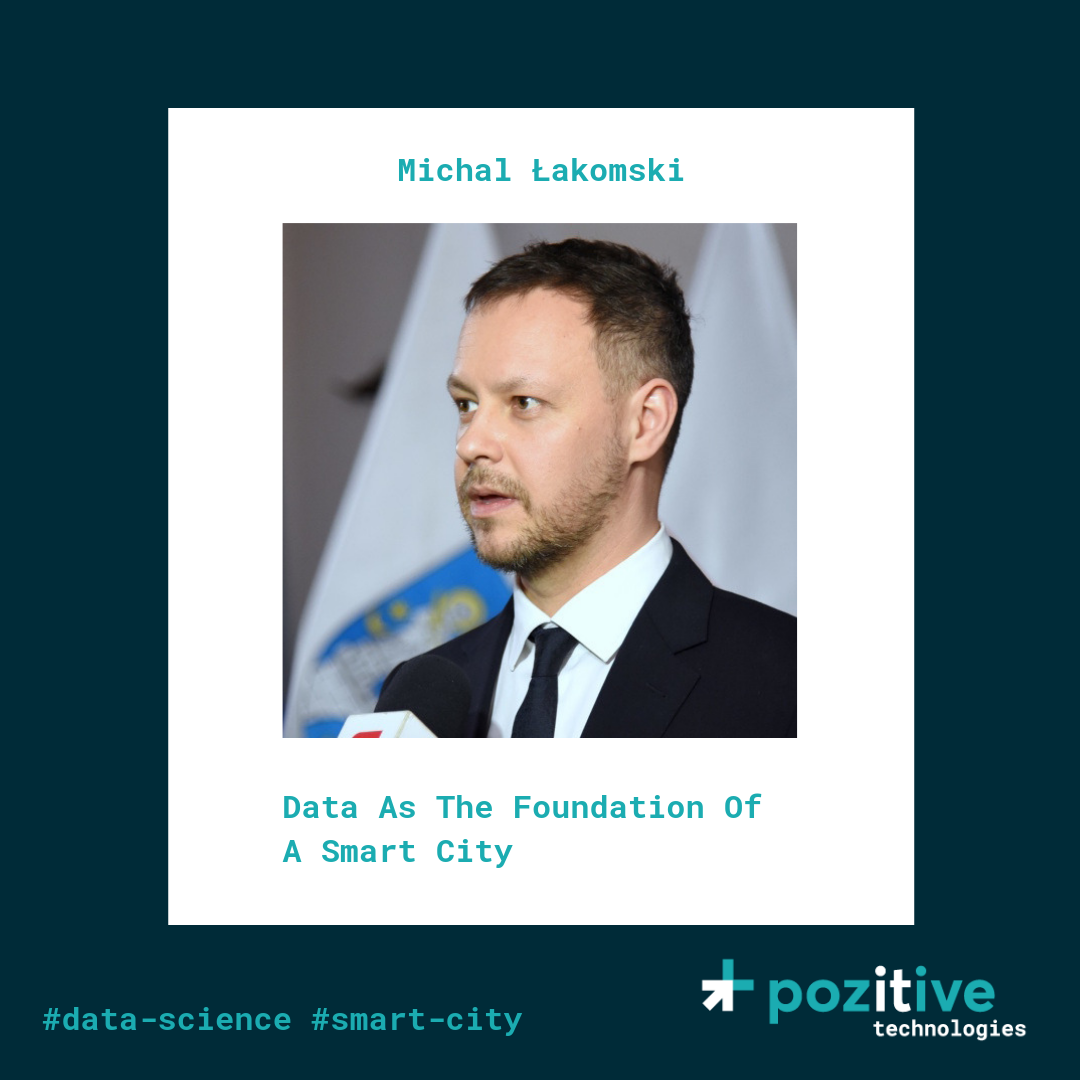 Michal Łakomski
Data As The Foundation Of
A Smart City
#data-science #smart-city
pozitive
technologies